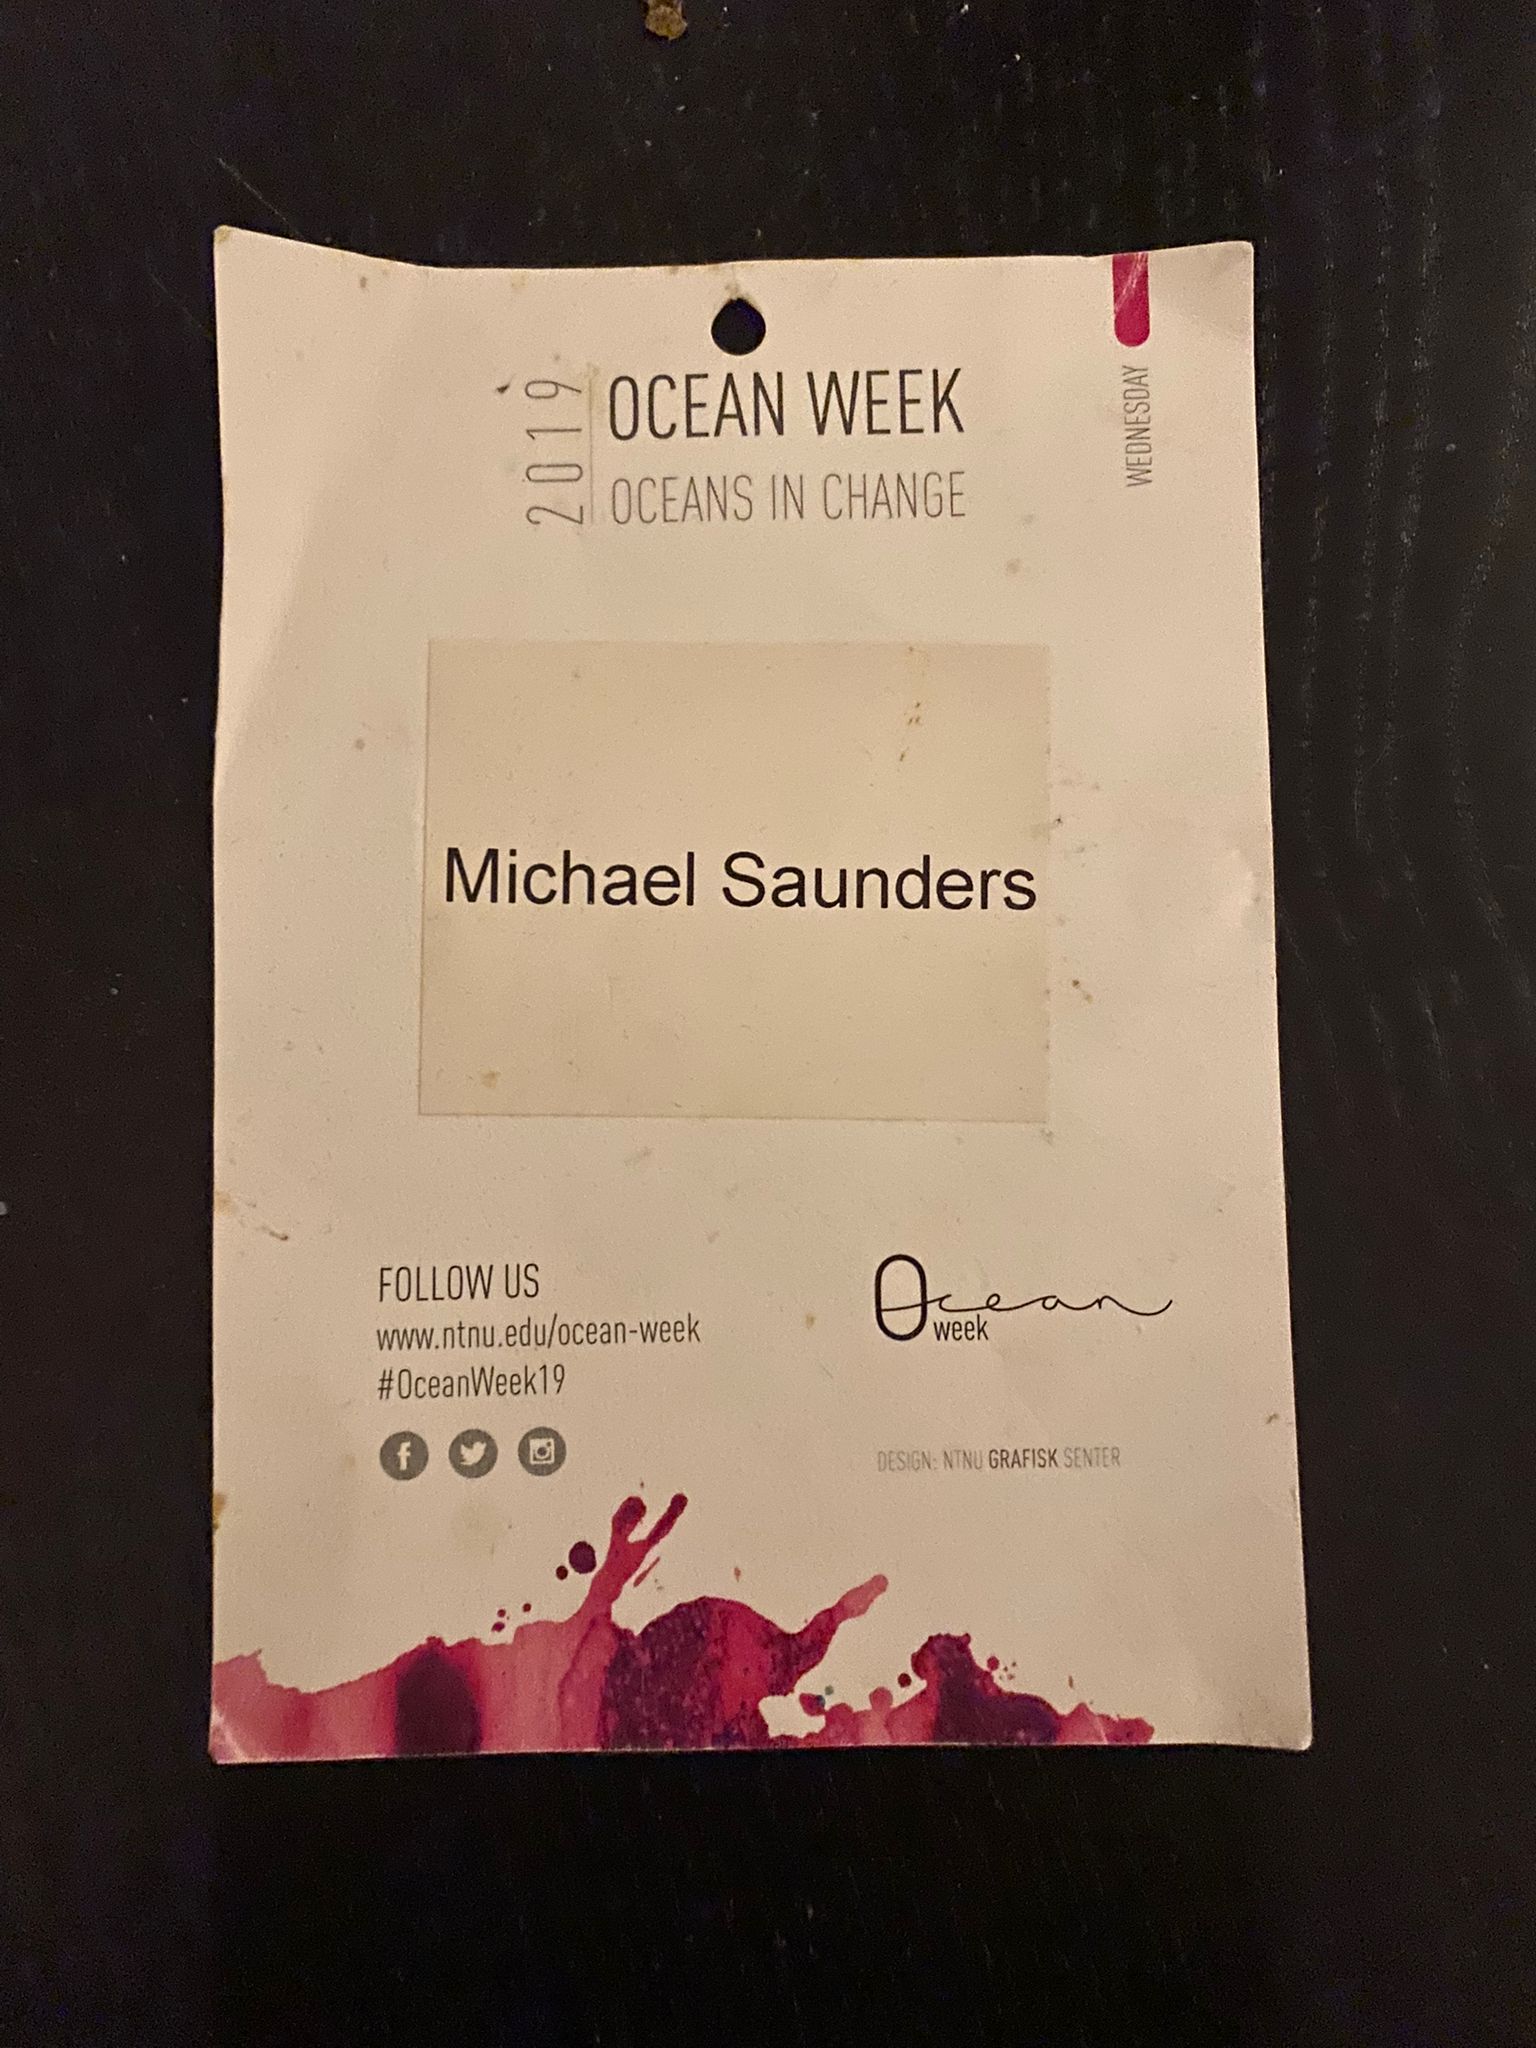 2019
OCEAN WEEK
OCEANS IN CHANGE
WEDNESDAY
Michael Saunders
FOLLOW US
www.ntnu.edu/ocean-week
#OceanWeek19
Ocean
week
DESIGN: NTNU GRAFISK SENTER